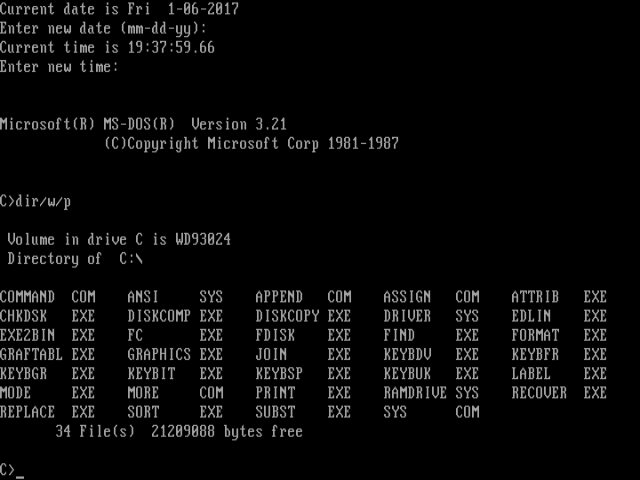 Current date is Fri  1-06-2017
Enter new date (mm-dd-yy):
Current time is 19:37:59.66
Enter new time:
Microsoft(R) MS-DOS(R)  Version 3.21
             (C)Copyright Microsoft Corp 1981-1987
C>dir/w/p
 Volume in drive C is WD93024
 Directory of  C:\
COMMAND  COM    ANSI     SYS    APPEND   COM    ASSIGN   COM    ATTRIB   EXE
CHKDSK   EXE    DISKCOMP EXE    DISKCOPY EXE    DRIVER   SYS    EDLIN    EXE
EXE2BIN  EXE    FC       EXE    FDISK    EXE    FIND     EXE    FORMAT   EXE
GRAFTABL EXE    GRAPHICS EXE    JOIN     EXE    KEYBDV   EXE    KEYBFR   EXE
KEYBGR   EXE    KEYBIT   EXE    KEYBSP   EXE    KEYBUK   EXE    LABEL    EXE
MODE     EXE    MORE     COM    PRINT    EXE    RAMDRIVE SYS    RECOVER  EXE
REPLACE  EXE    SORT     EXE    SUBST    EXE    SYS      COM
       34 File(s)  21209088 bytes free
C>_